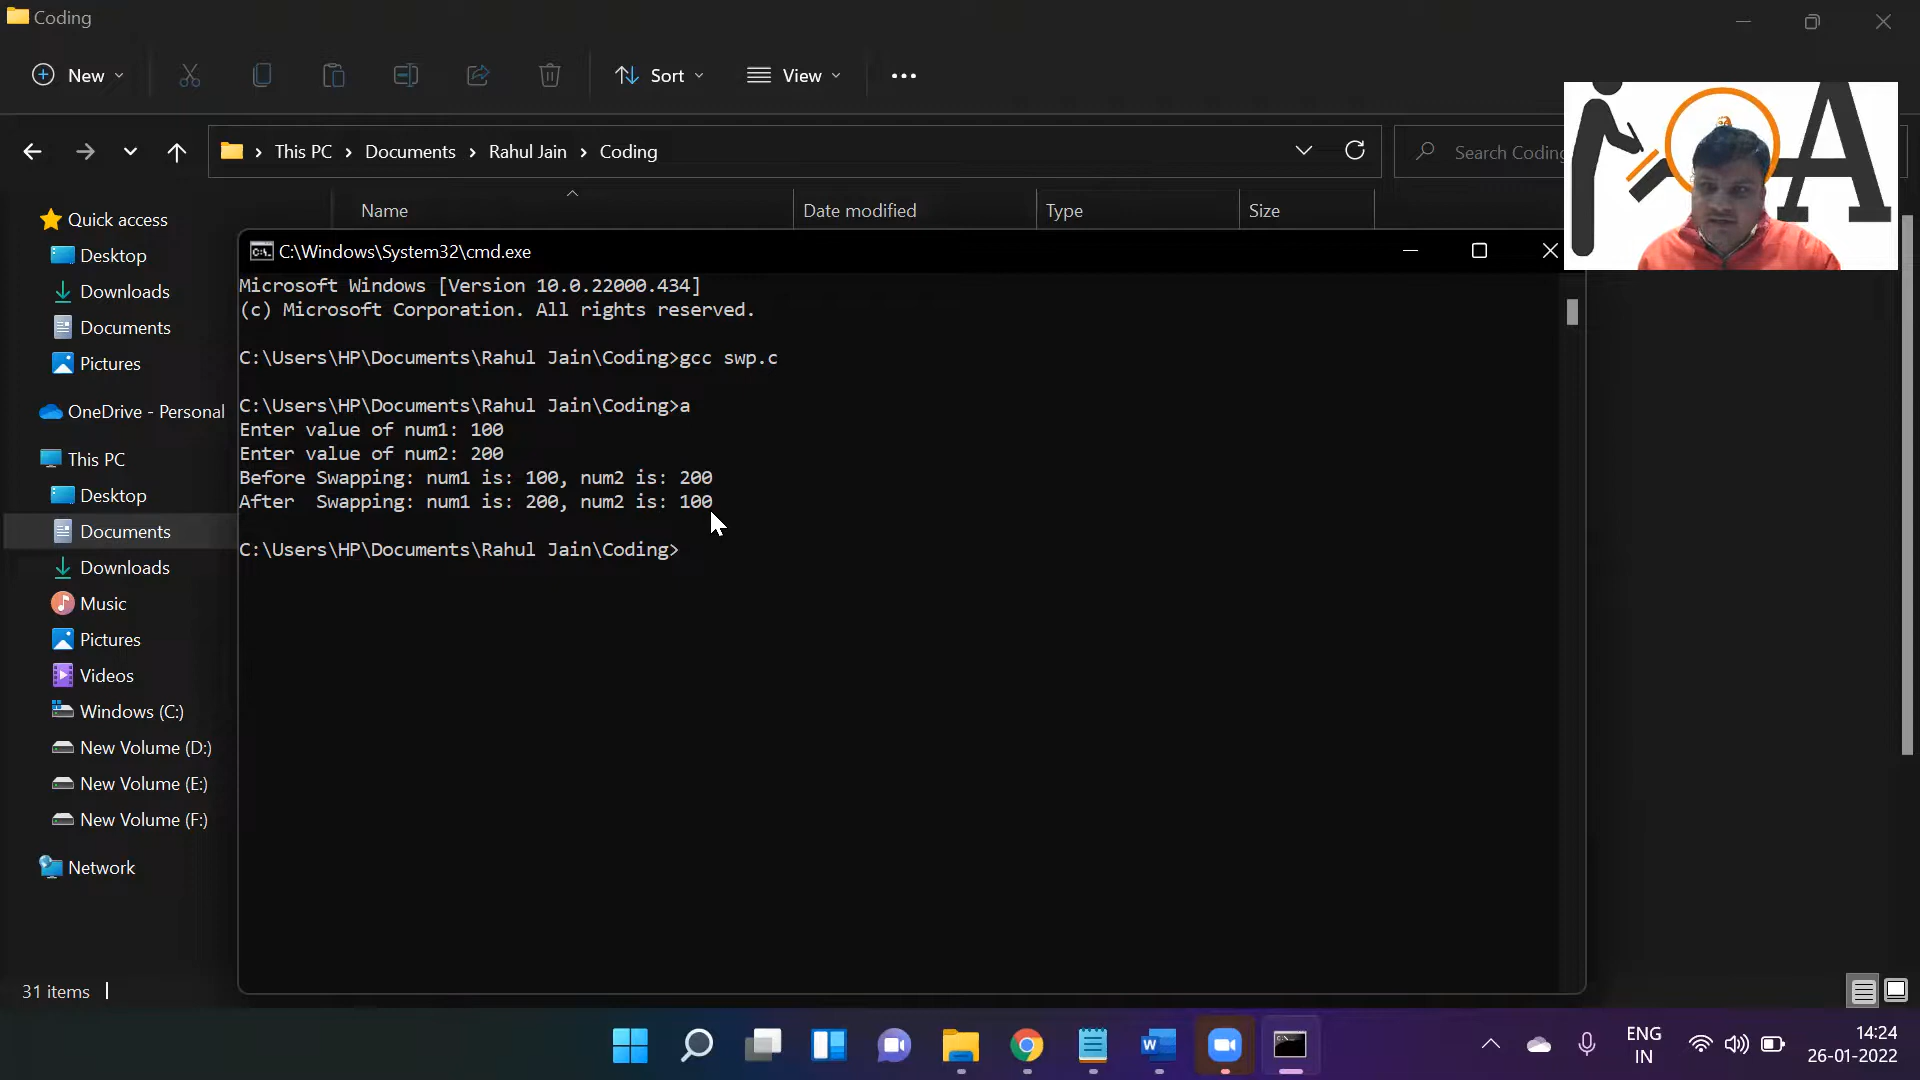 Coding
New
Sort
View
This PC
Documents
Rahul Jain
Coding
Name
Date modified
Type
Size
Quick access
Desktop
Downloads
Documents
Pictures
OneDrive - Personal
This PC
Desktop
Documents
Downloads
Music
Pictures
Videos
Windows (C:)
New Volume (D:)
New Volume (E:)
New Volume (F:)
Network
31 items
C:\Windows\System32\cmd.exe
Microsoft Windows [Version 10.0.22000.434]
(c) Microsoft Corporation. All rights reserved.
C:\Users\HP\Documents\Rahul Jain\Coding>gcc swp.c
C:\Users\HP\Documents\Rahul Jain\Coding>a
Enter value of num1: 100
Enter value of num2: 200
Before Swapping: num1 is: 100, num2 is: 200
After  Swapping: num1 is: 200, num2 is: 100
C:\Users\HP\Documents\Rahul Jain\Coding>
Search Coding
A
ENG
IN
14:24
26-01-2022